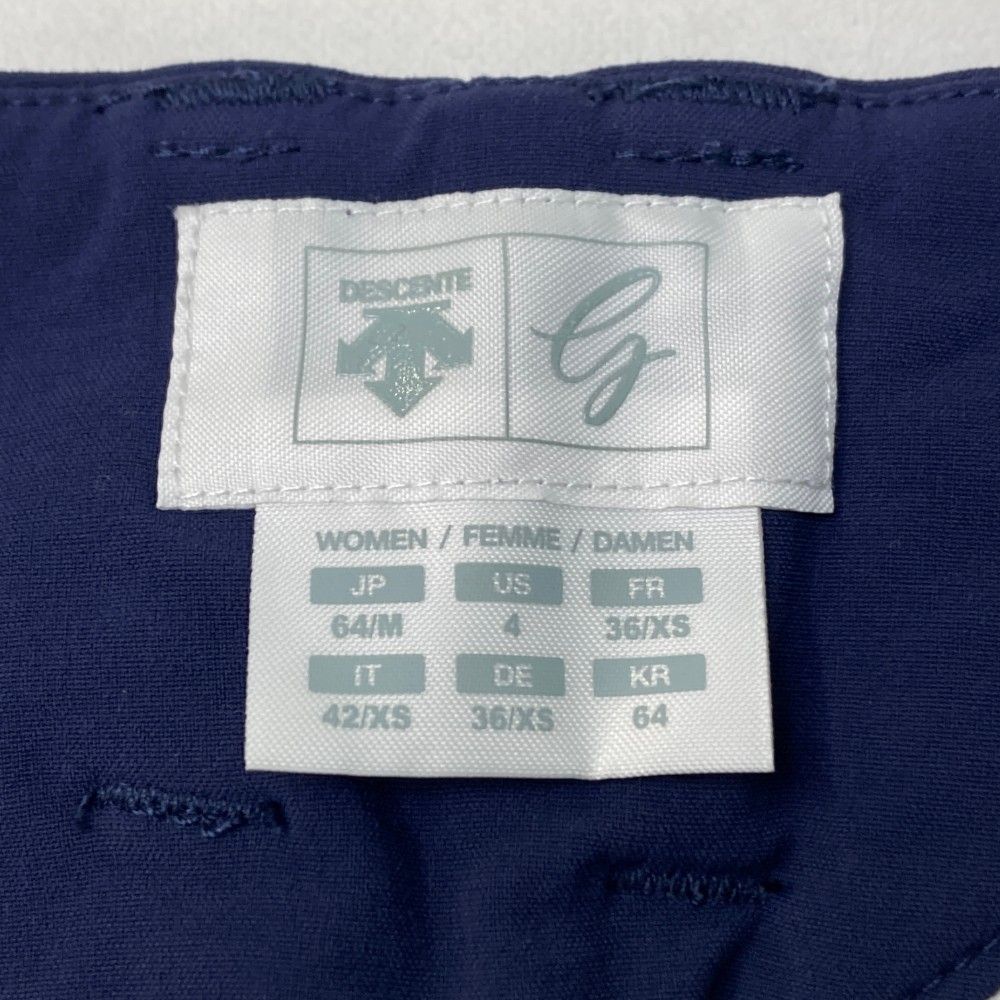 DESCENTE
g
WOMEN / FEMME / DAMEN
JP US FR
64/M 4 36/XS
IT DE KR
42/XS 36/XS 64